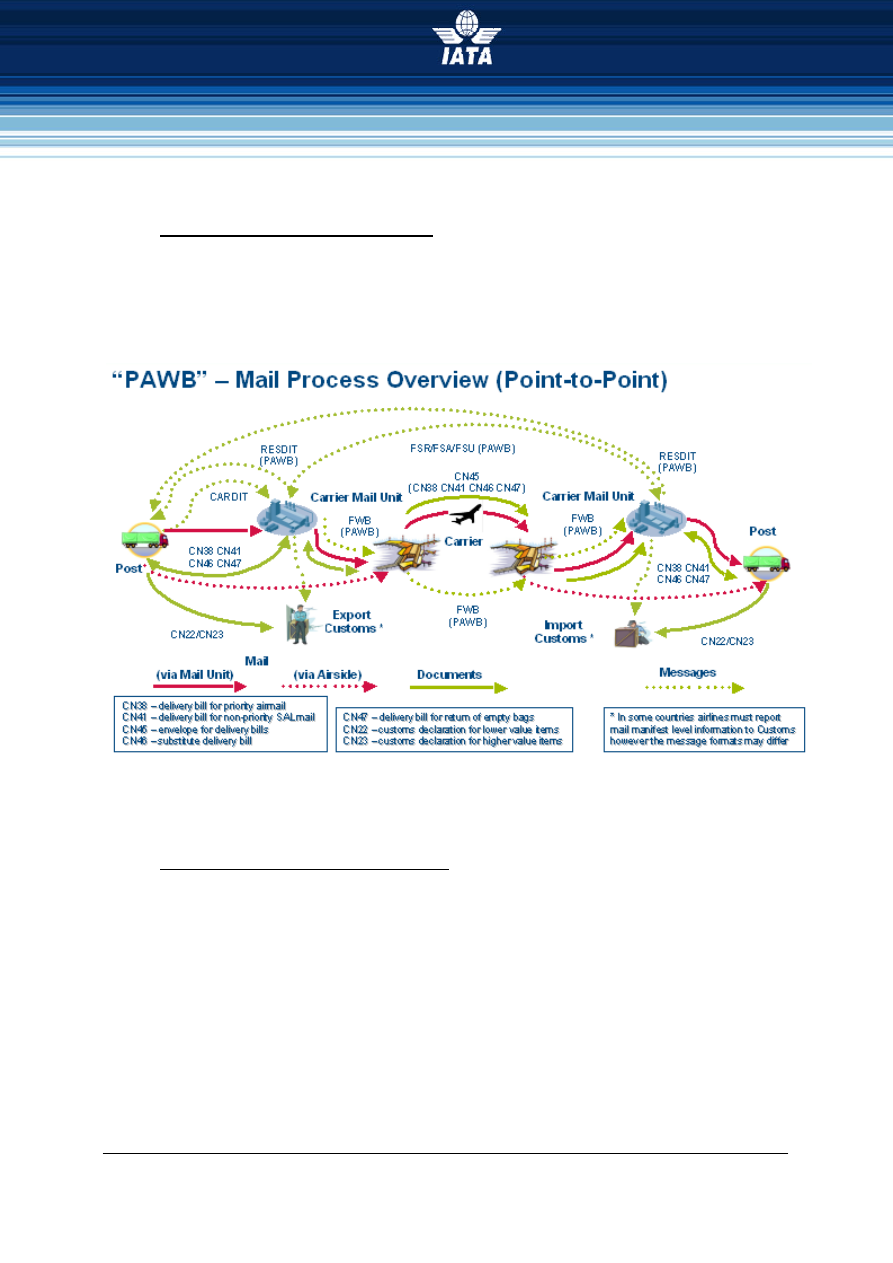 IATA
“PAWB” – Mail Process Overview (Point-to-Point)
RESDIT
(PAWB)
FSR/FSA/FSU (PAWB)
RESDIT
(PAWB)
CARDIT
Carrier Mail Unit
CN45
(CN38 CN41 CN46 CN47)
Carrier Mail Unit
FWB
(PAWB)
Carrier
FWB
(PAWB)
Post
Post*
CN38 CN41
CN46 CN47
CN38 CN41
CN46 CN47
CN22/CN23
Export
Customs *
FWB
(PAWB)
Import
Customs *
CN22/CN23
Mail
(via Mail Unit)
(via Airside)
Documents
Messages
CN38 – delivery bill for priority airmail
CN41 – delivery bill for non-priority SALmail
CN45 – envelope for delivery bills
CN46 – substitute delivery bill
CN47 – delivery bill for return of empty bags
CN22 – customs declaration for lower value items
CN23 – customs declaration for higher value items
* In some countries airlines must report
mail manifest level information to Customs
however the message formats may differ